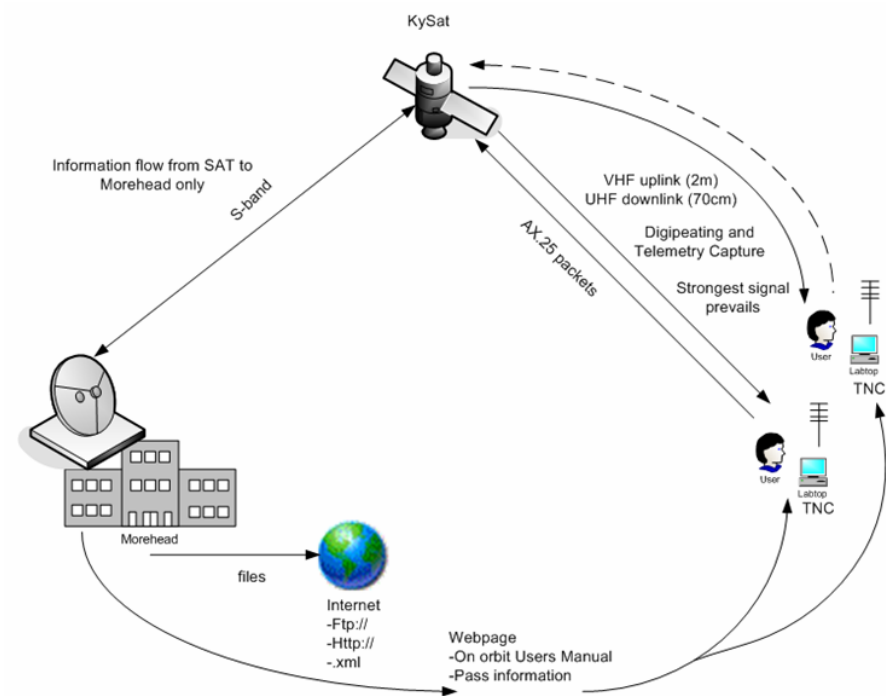 KySat
Information flow from SAT to
Morehead only
S-band
VHF uplink (2m)
UHF downlink (70cm)
Digipeating and
Telemetry Capture
Strongest signal
prevails
AX.25 packets
User
Labtop
TNC
User
Labtop
TNC
Morehead
files
Internet
-Ftp://
-Http://
-.xml
Webpage
-On orbit Users Manual
-Pass information